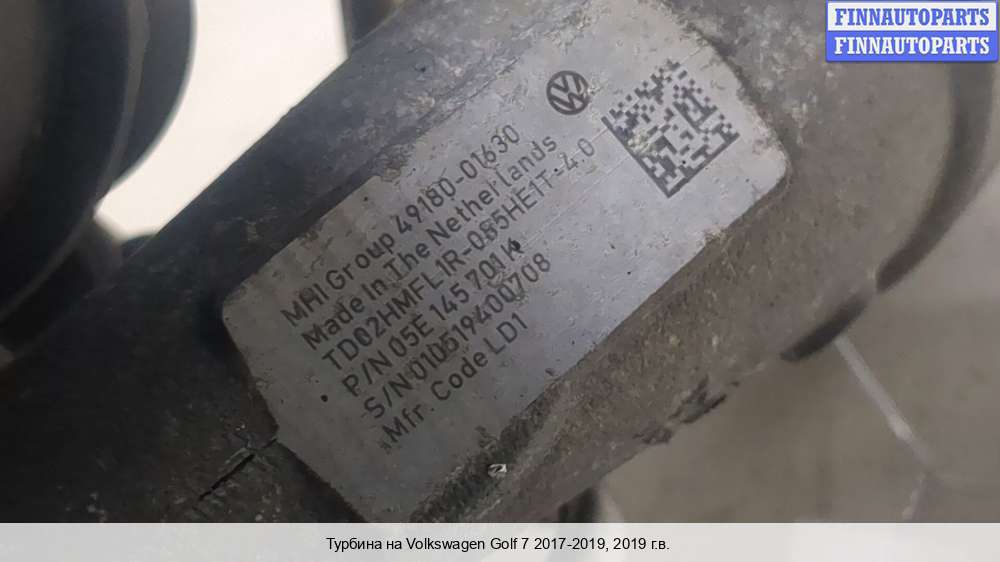 FINNAUTOPARTS
FINNAUTOPARTS
MHI Group 49180-01630
Made In The Netherlands
TD02HMFL1R-085HE1T-4.0
P/N 05E 145 701 K
S/N 010519400708
Mfr. Code LD1
Турбина на Volkswagen Golf 7 2017-2019, 2019 г.в.